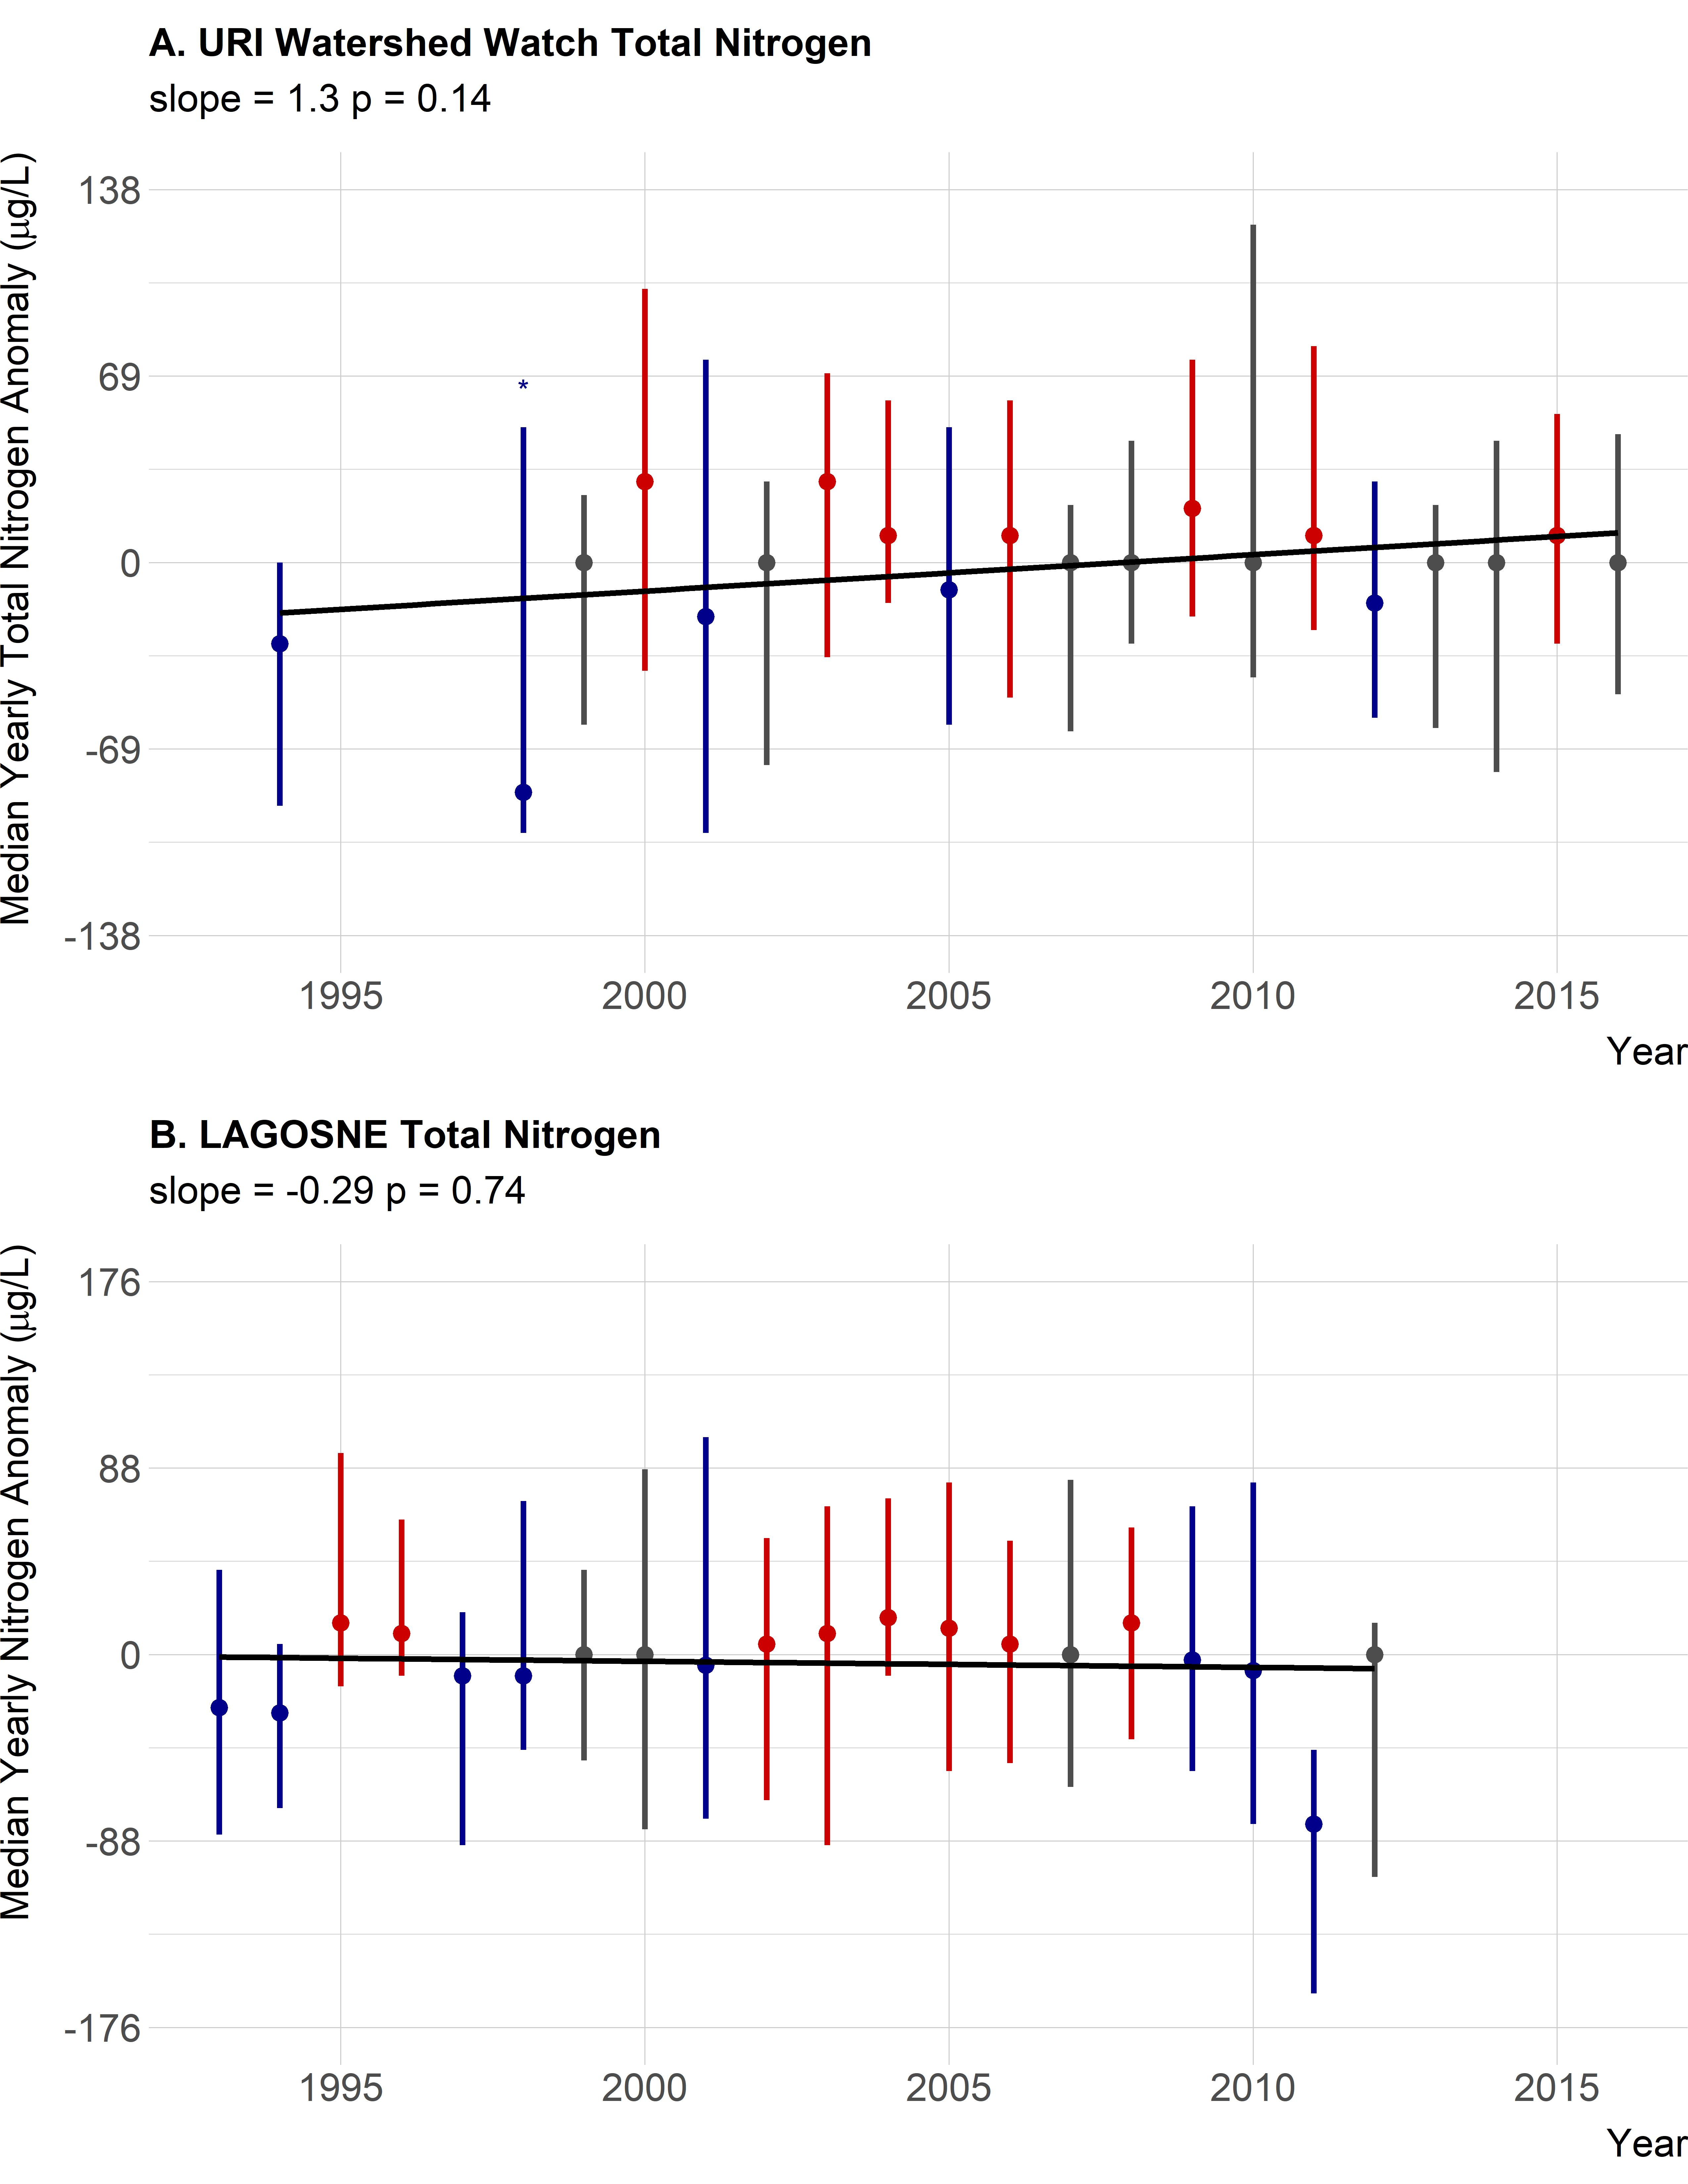 A. URI Watershed Watch Total Nitrogen
slope = 1.3 p = 0.14
Median Yearly Total Nitrogen Anomaly (μg/L)
138
69
*
0
-69
-138
1995 2000 2005 2010 2015
Year
B. LAGOSNE Total Nitrogen
slope = -0.29 p = 0.74
Median Yearly Nitrogen Anomaly (μg/L)
176
88
0
-88
-176
1995 2000 2005 2010 2015
Year